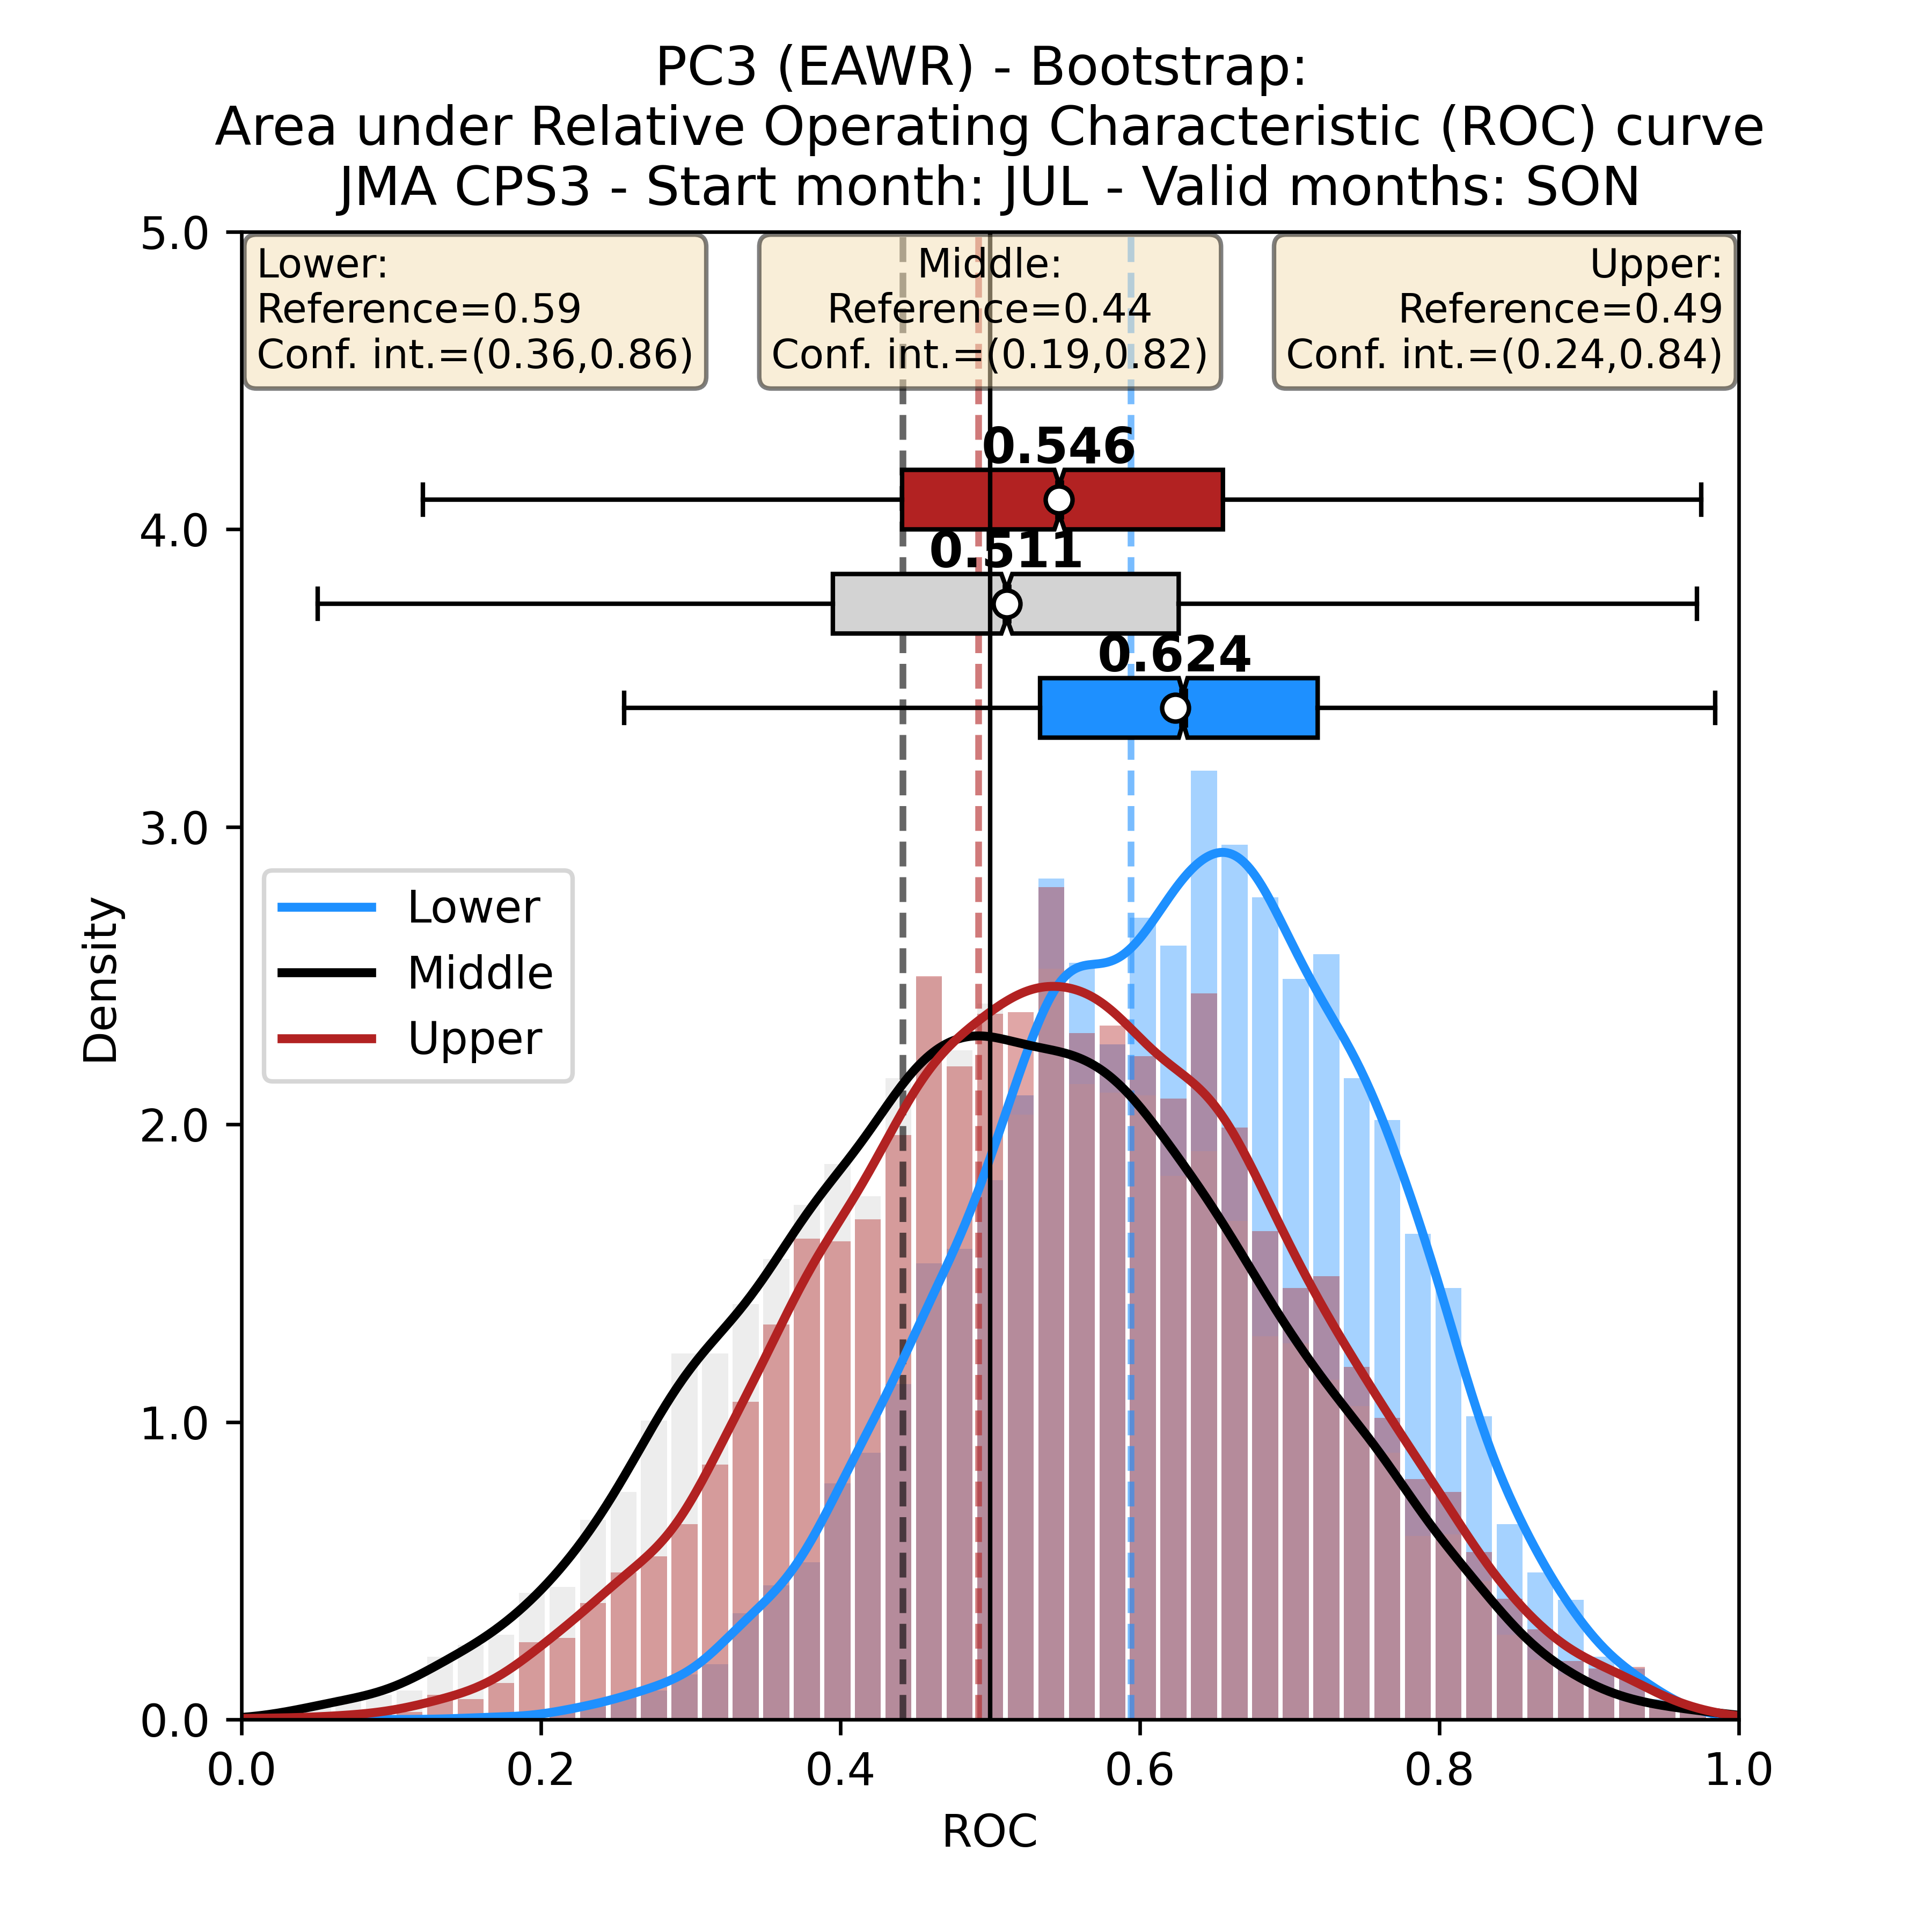 PC3 (EAWR) - Bootstrap:
Area under Relative Operating Characteristic (ROC) curve
JMA CPS3 - Start month: JUL - Valid months: SON
5.0
Lower:
Reference=0.59
Conf. int.=(0.36,0.86)
Middle:
Reference=0.44
Conf. int.=(0.19,0.82)
Upper:
Reference=0.49
Conf. int.=(0.24,0.84)
0.546
4.0
0.511
0.624
3.0
Lower
Middle
Upper
Density
2.0
1.0
0.0
0.0
0.2
0.4
0.6
0.8
1.0
ROC